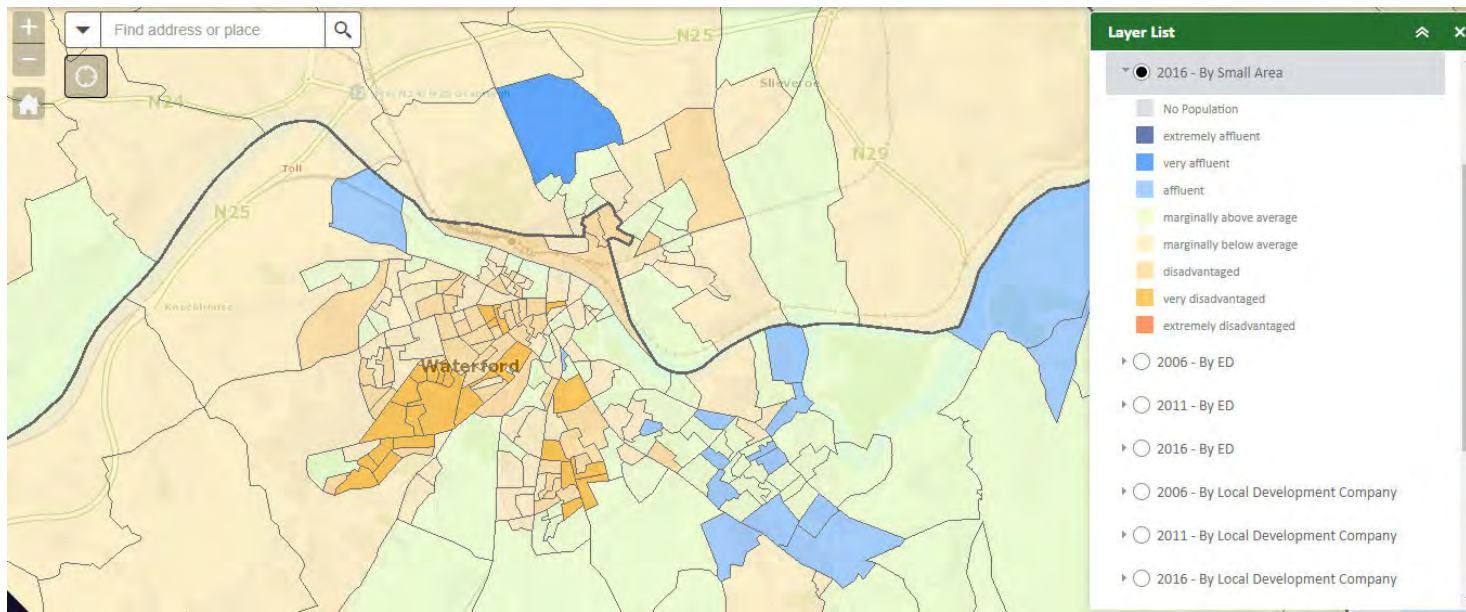 Find address or place
N25
Slieveroe
N24
N29
Toll
N25
Knockhouse
Waterford
Layer List
2016 - By Small Area
No Population
extremely affluent
very affluent
affluent
marginally above average
marginally below average
disadvantaged
very disadvantaged
extremely disadvantaged
2006 - By ED
2011 - By ED
2016 - By ED
2006 - By Local Development Company
2011 - By Local Development Company
2016 - By Local Development Company